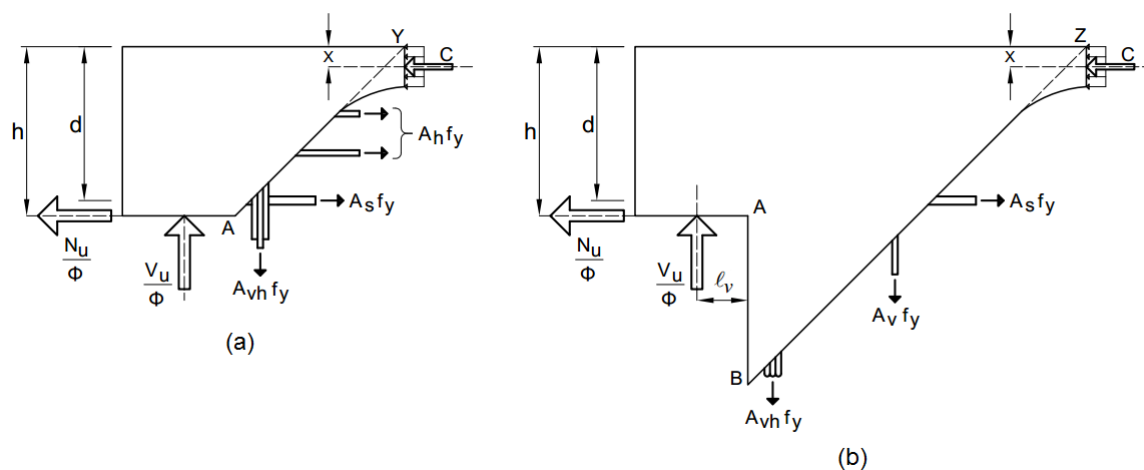 Y
X
C
h
d
A_h f_y
A_s f_y
A
N_u
Φ
V_u
Φ
A_vh f_y
(a)
Z
X
C
h
d
A
A_s f_y
N_u
Φ
V_u
Φ
ℓ_v
A_v f_y
B
A_vh f_y
(b)